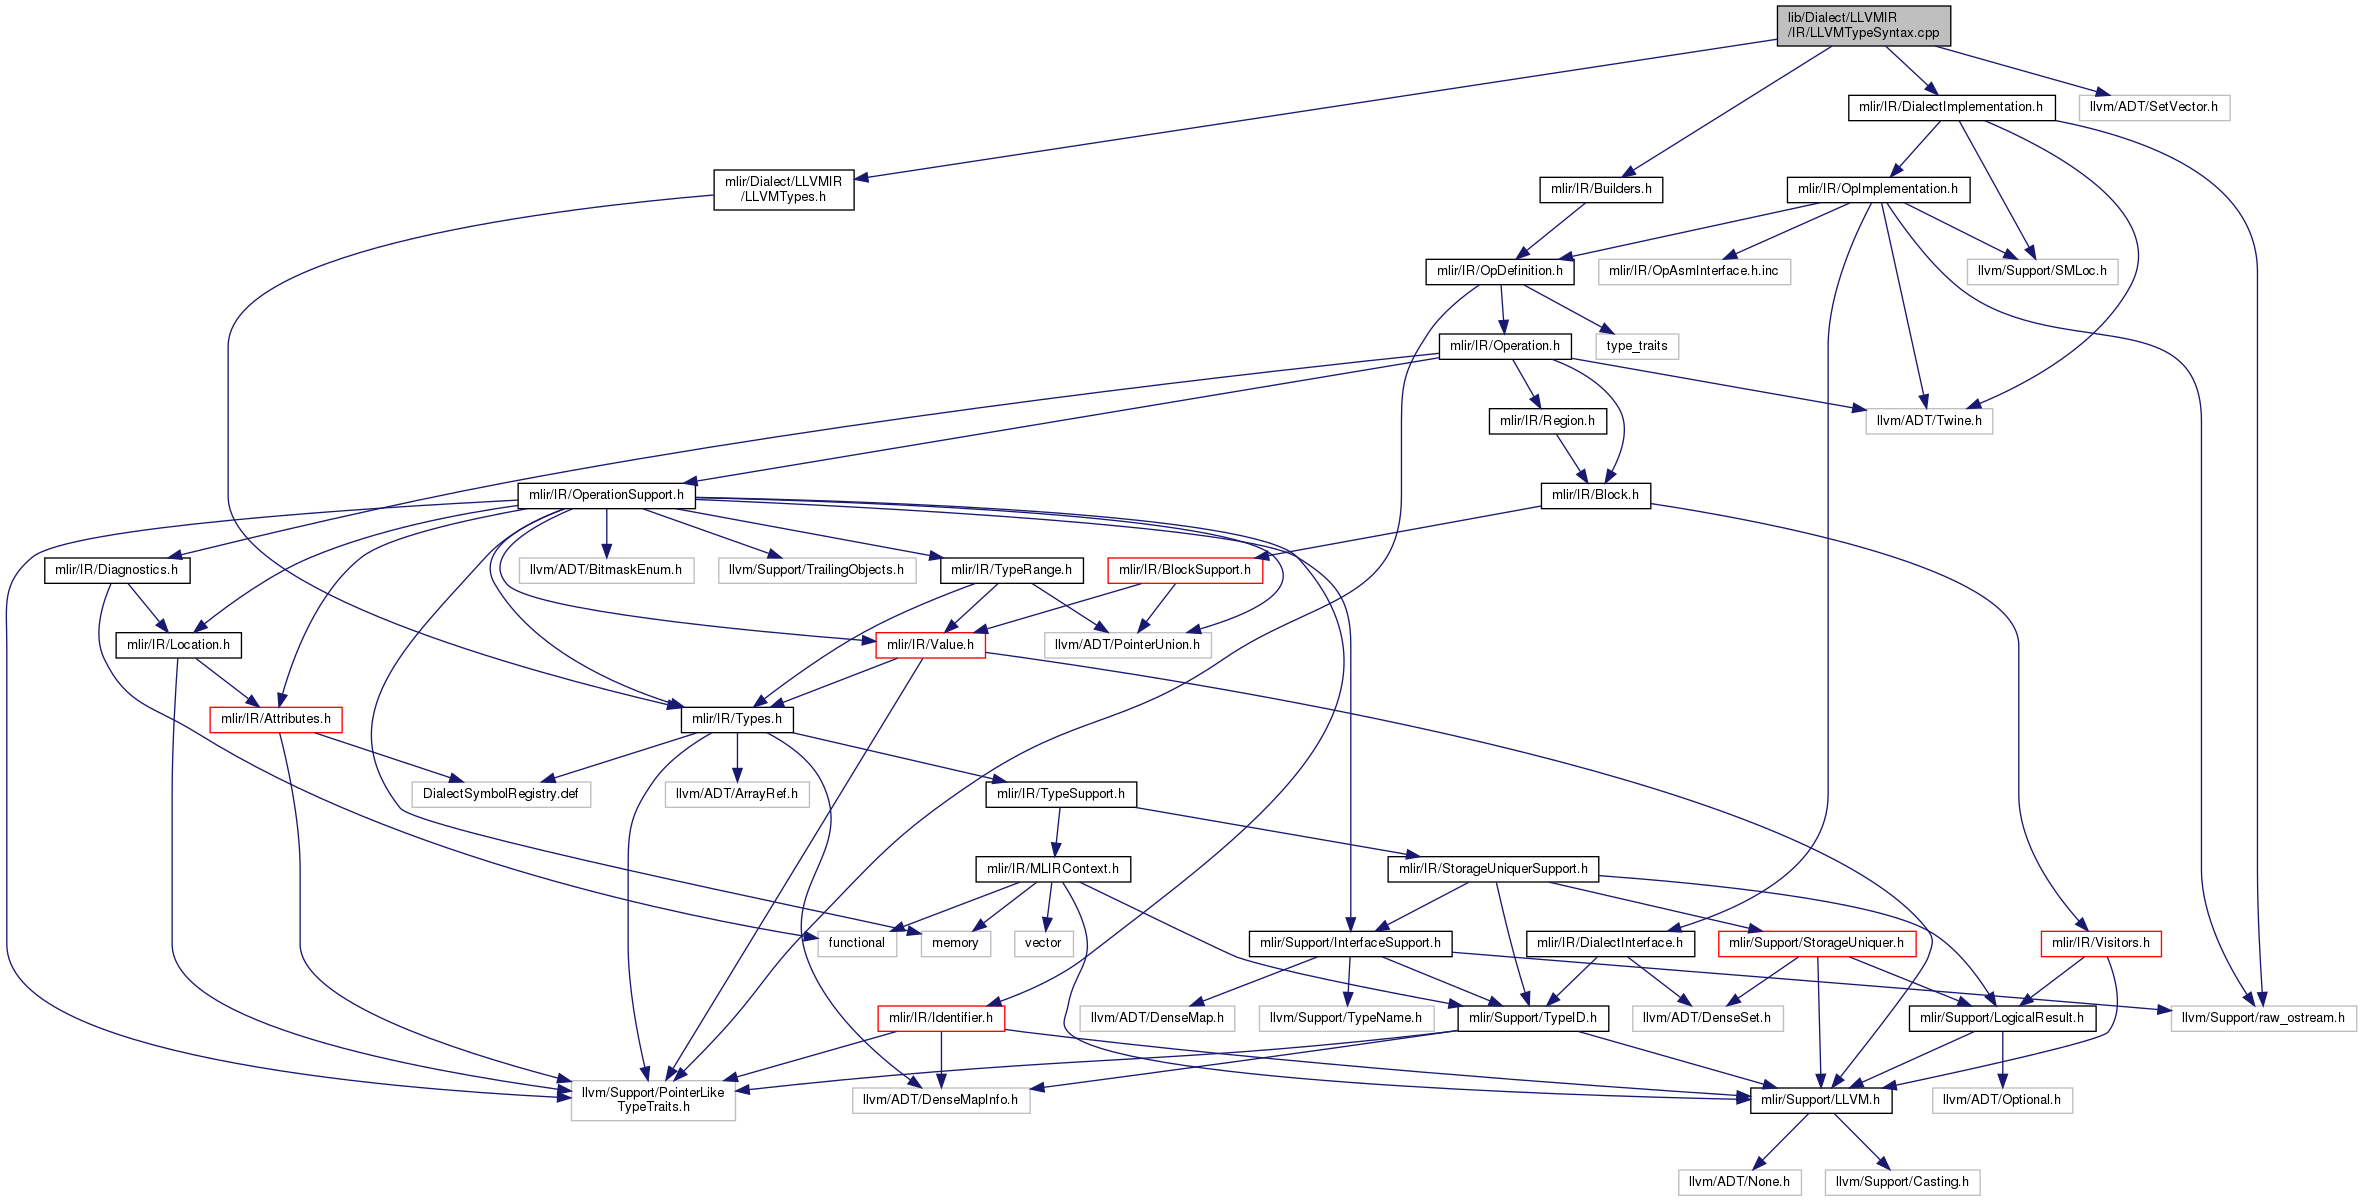 lib/Dialect/LLVMIR
/IR/LLVMTypeSyntax.cpp
mlir/IR/DialectImplementation.h
llvm/ADT/SetVector.h
mlir/Dialect/LLVMIR
/LLVMTypes.h
mlir/IR/Builders.h
mlir/IR/OpImplementation.h
mlir/IR/OpDefinition.h
mlir/IR/OpAsmInterface.h.inc
llvm/Support/SMLoc.h
mlir/IR/Operation.h
type_traits
mlir/IR/Region.h
llvm/ADT/Twine.h
mlir/IR/OperationSupport.h
mlir/IR/Block.h
mlir/IR/Diagnostics.h
llvm/ADT/BitmaskEnum.h
llvm/Support/TrailingObjects.h
mlir/IR/TypeRange.h
mlir/IR/BlockSupport.h
mlir/IR/Location.h
mlir/IR/Value.h
llvm/ADT/PointerUnion.h
mlir/IR/Attributes.h
mlir/IR/Types.h
DialectSymbolRegistry.def
llvm/ADT/ArrayRef.h
mlir/IR/TypeSupport.h
mlir/IR/MLIRContext.h
mlir/IR/StorageUniquerSupport.h
functional
memory
vector
mlir/Support/InterfaceSupport.h
mlir/IR/DialectInterface.h
mlir/Support/StorageUniquer.h
mlir/IR/Visitors.h
mlir/IR/Identifier.h
llvm/ADT/DenseMap.h
llvm/Support/TypeName.h
mlir/Support/TypeID.h
llvm/ADT/DenseSet.h
mlir/Support/LogicalResult.h
llvm/Support/raw_ostream.h
llvm/Support/PointerLike
TypeTraits.h
llvm/ADT/DenseMapInfo.h
mlir/Support/LLVM.h
llvm/ADT/Optional.h
llvm/ADT/None.h
llvm/Support/Casting.h